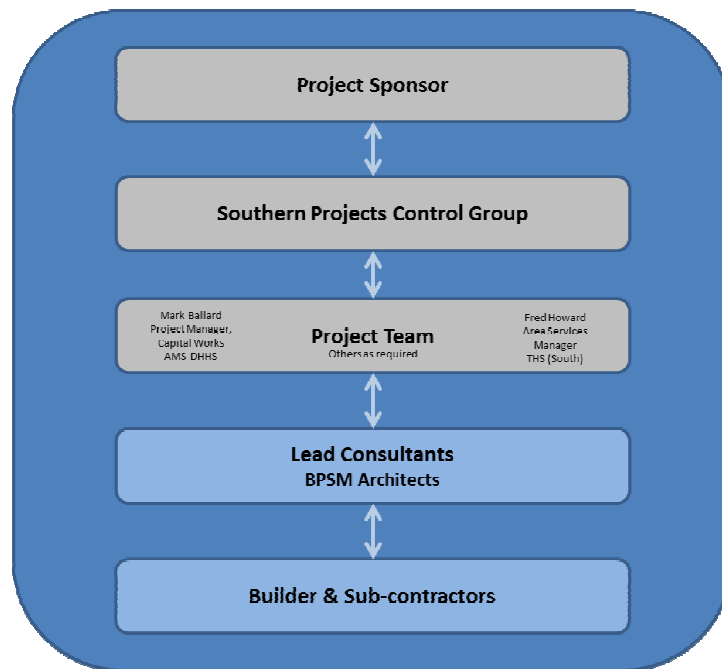 Project Sponsor
Southern Projects Control Group
Mark Ballard
Project Manager,
Capital Works
AMS DHHS
Project Team
Others as required
Fred Howard
Area Services
Manager
THS (South)
Lead Consultants
BPSM Architects
Builder & Sub-contractors